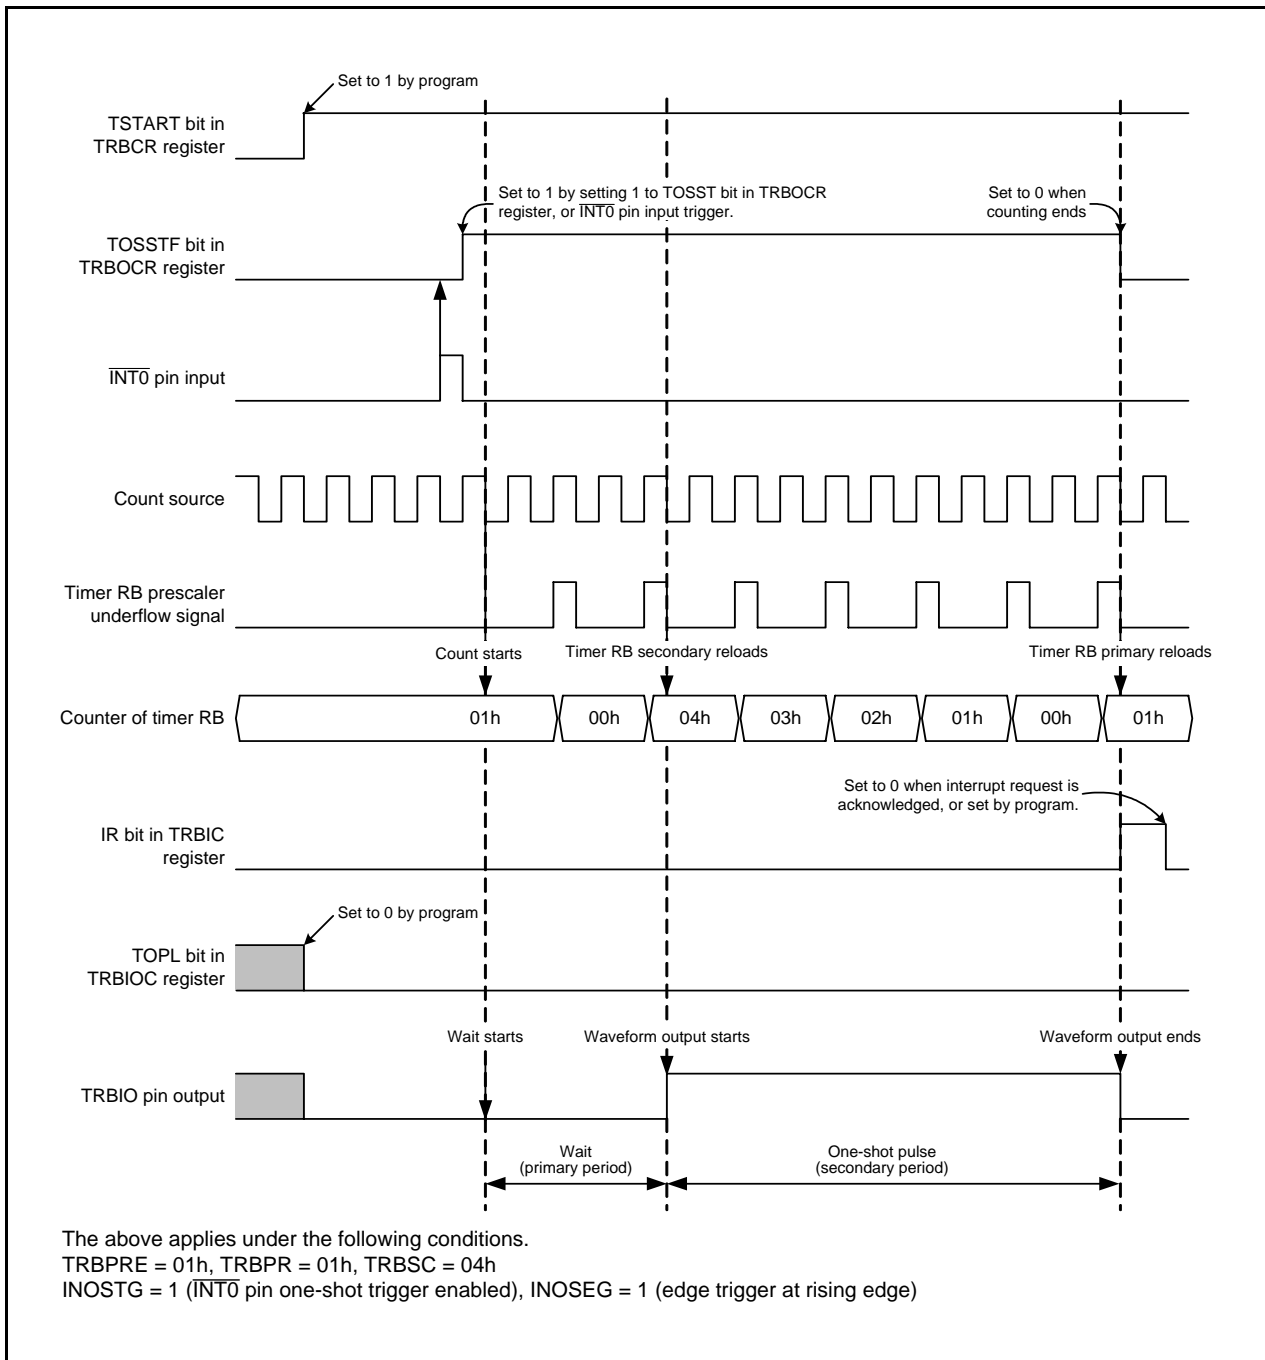 Set to 1 by program
TSTART bit in
TRBCR register
Set to 1 by setting 1 to TOSST bit in TRBOCR
register, or INT0 pin input trigger.
Set to 0 when
counting ends
TOSSTF bit in
TRBOCR register
INT0 pin input
Count source
Timer RB prescaler
underflow signal
Count starts
Timer RB secondary reloads
Timer RB primary reloads
Counter of timer RB
01h
00h
04h
03h
02h
01h
00h
01h
Set to 0 when interrupt request is
acknowledged, or set by program.
IR bit in TRBIC
register
Set to 0 by program
TOPL bit in
TRBIOC register
Wait starts
Waveform output starts
Waveform output ends
TRBIO pin output
Wait
(primary period)
One-shot pulse
(secondary period)
The above applies under the following conditions.
TRBPRE = 01h, TRBPR = 01h, TRBSC = 04h
INOSTG = 1 (INT0 pin one-shot trigger enabled), INOSEG = 1 (edge trigger at rising edge)